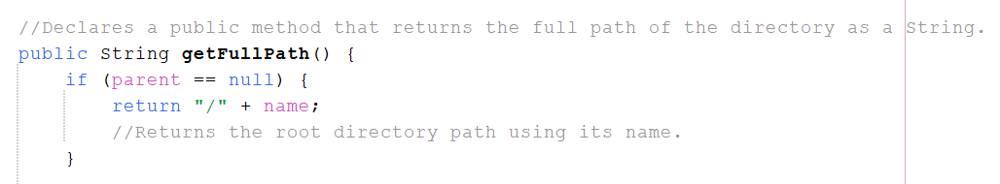 //Declares a public method that returns the full path of the directory as a String.
public String getFullPath() {
if (parent == null) {
return "/" + name;
//Returns the root directory path using its name.
}